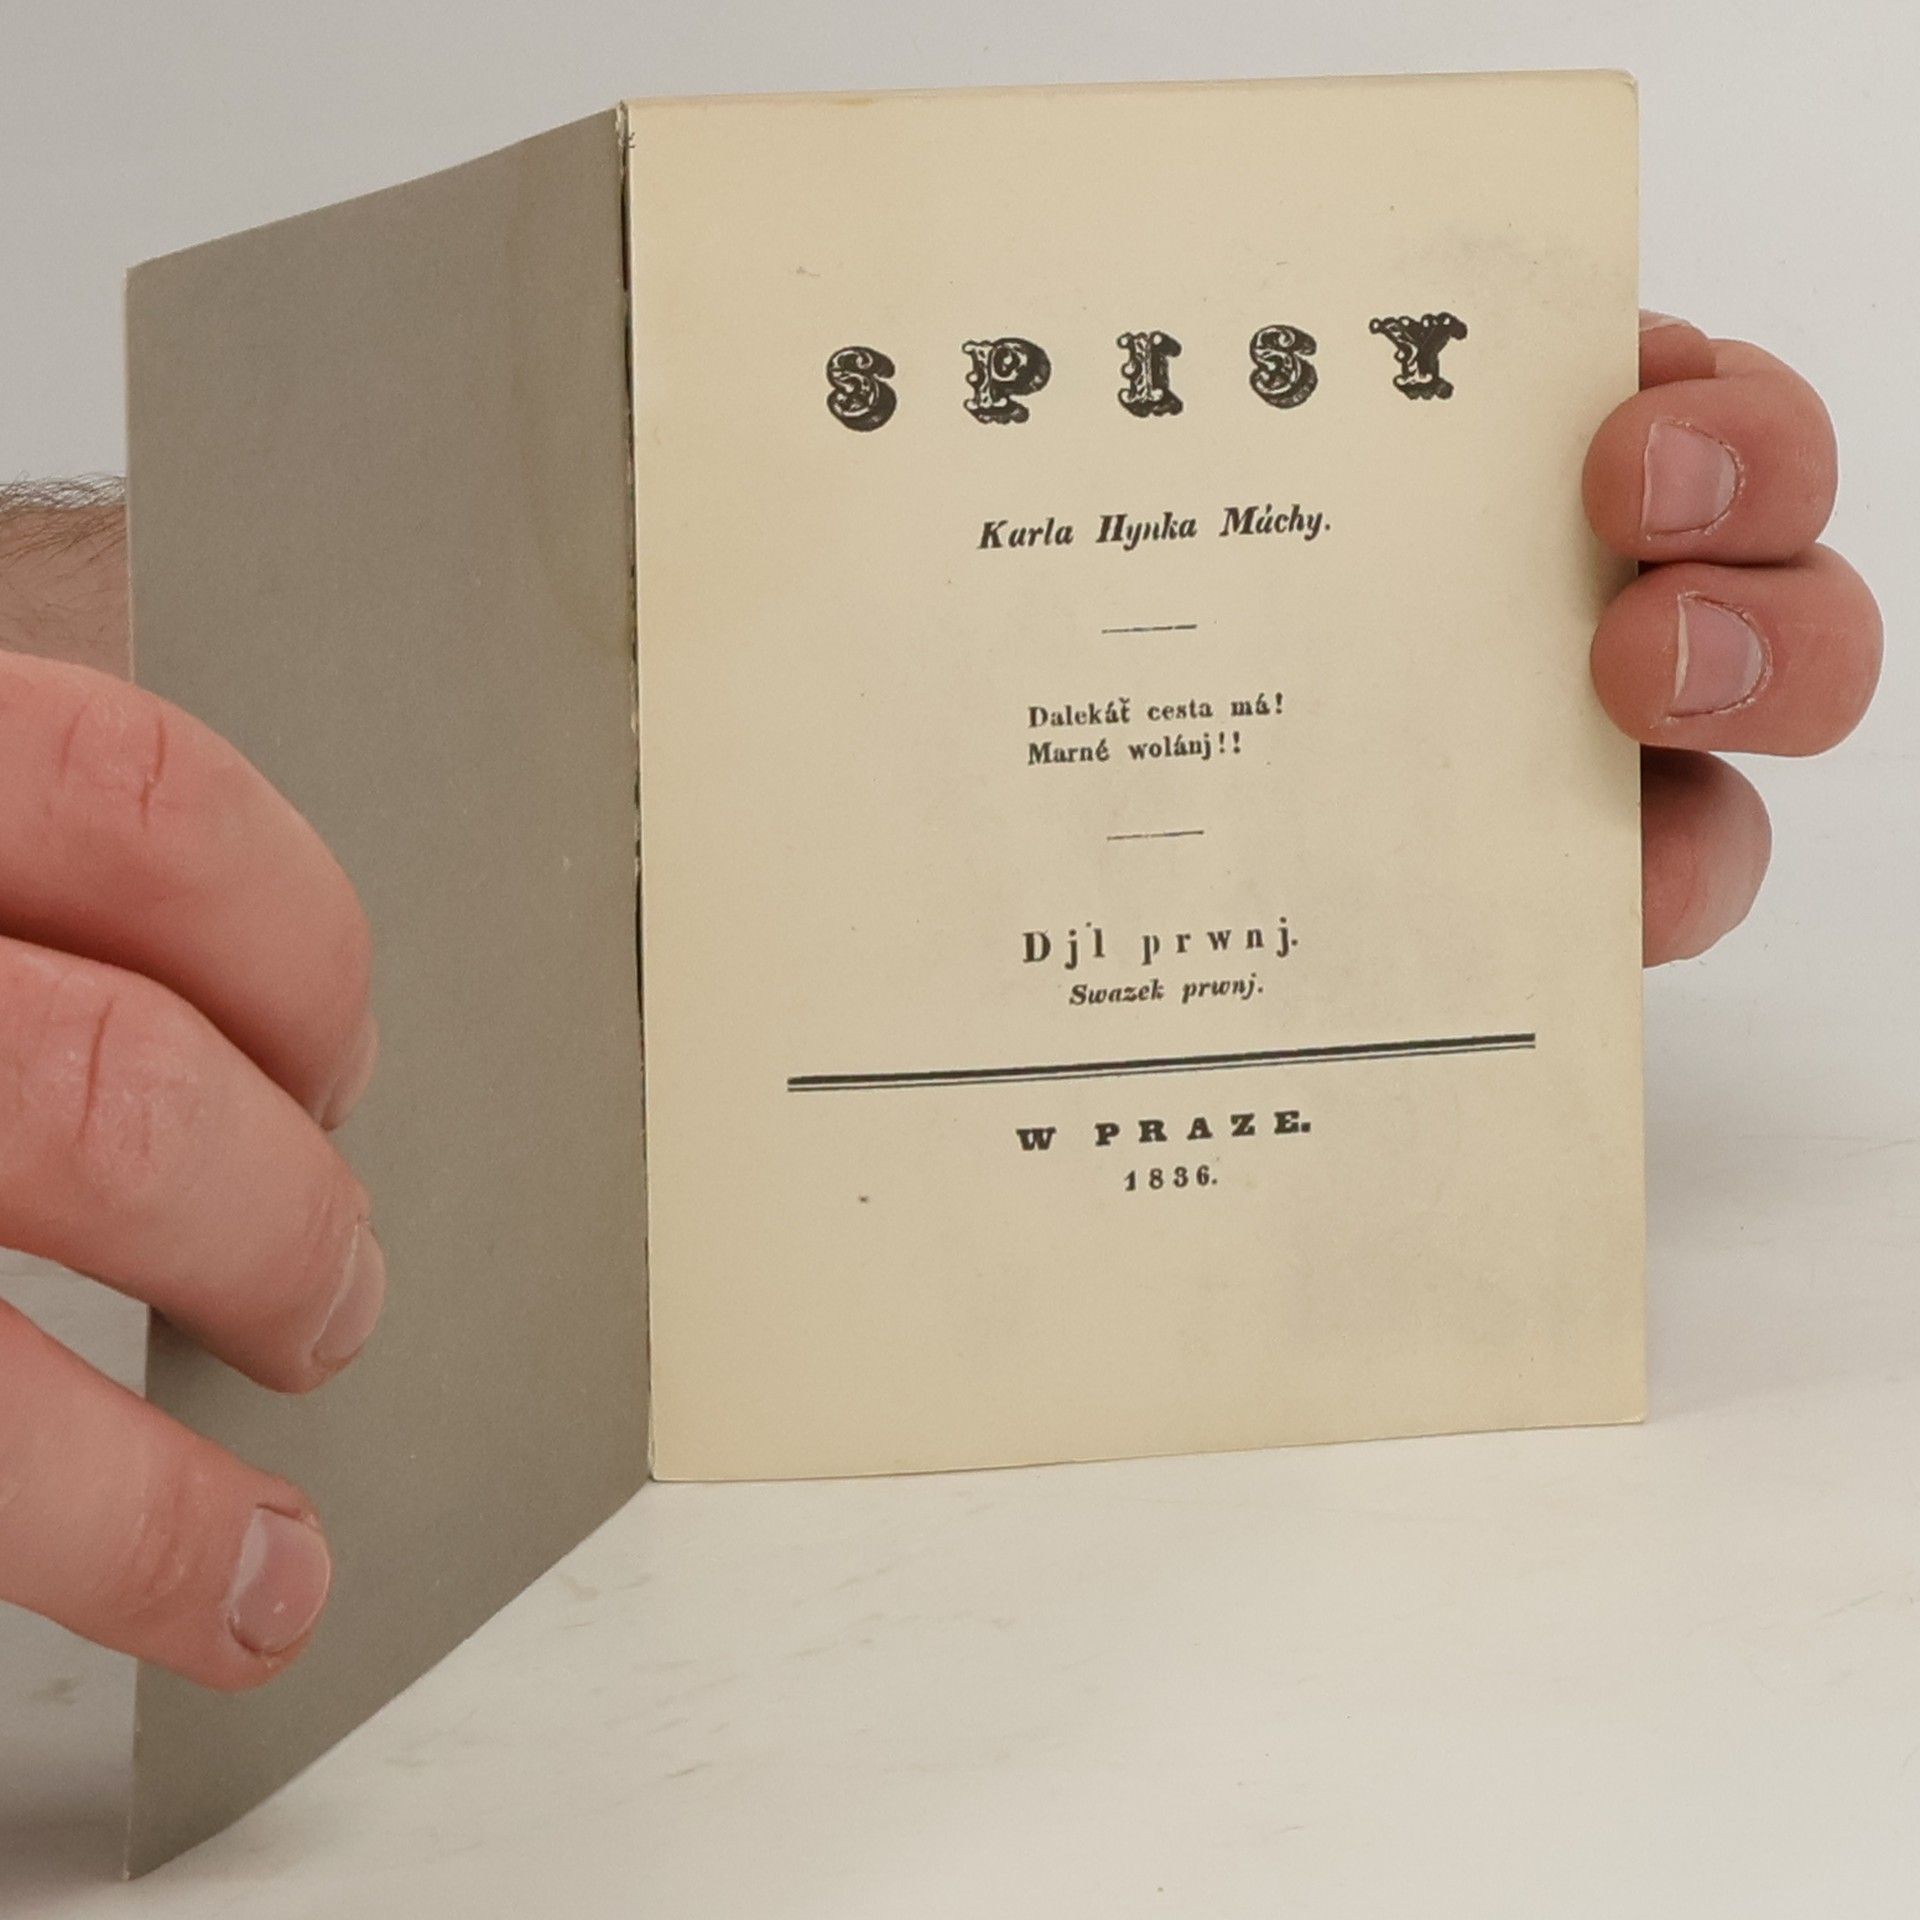 SPISY
Karla Hynka Máchy.
Dalekáť cesta má!
Marné wolánj!!
Djl prwnj.
Swazek prwnj.
W PRAZE.
1836.